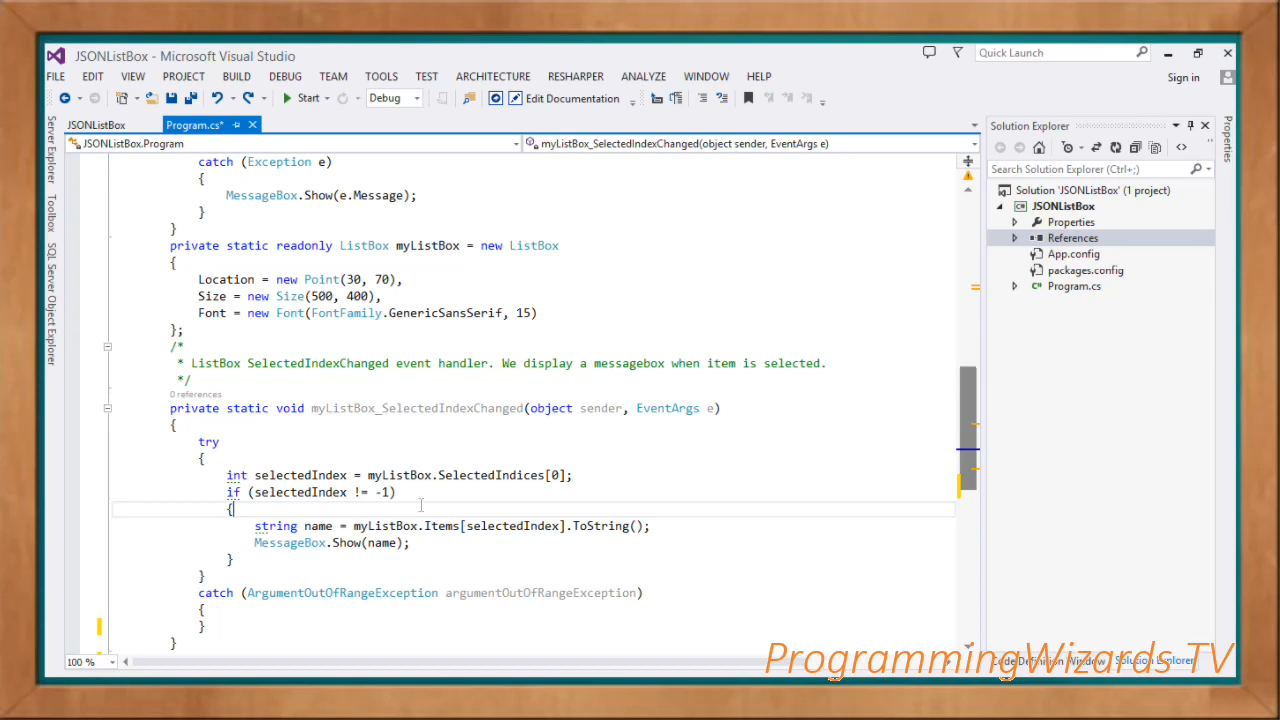 JSONListBox - Microsoft Visual Studio
Quick Launch
FILE EDIT VIEW PROJECT BUILD DEBUG TEAM TOOLS TEST ARCHITECTURE RESHARPER ANALYZE WINDOW HELP
Sign in
Start Debug Edit Documentation
JSONListBox Program.cs*
JSONListBox.Program myListBox_SelectedIndexChanged(object sender, EventArgs e)
Server Explorer
Toolbox
SQL Server Object Explorer
catch (Exception e)
{
MessageBox.Show(e.Message);
}
}
private static readonly ListBox myListBox = new ListBox
{
Location = new Point(30, 70),
Size = new Size(500, 400),
Font = new Font(FontFamily.GenericSansSerif, 15)
};
/*
* ListBox SelectedIndexChanged event handler. We display a messagebox when item is selected.
*/
0 references
private static void myListBox_SelectedIndexChanged(object sender, EventArgs e)
{
try
{
int selectedIndex = myListBox.SelectedIndices[0];
if (selectedIndex != -1)
{
string name = myListBox.Items[selectedIndex].ToString();
MessageBox.Show(name);
}
}
catch (ArgumentOutOfRangeException argumentOutOfRangeException)
{
}
}
100 %
Solution Explorer
Search Solution Explorer (Ctrl+;)
Solution 'JSONListBox' (1 project)
JSONListBox
Properties
References
App.config
packages.config
Program.cs
Code Definition Window Solution Explorer
Properties
ProgrammingWizards TV